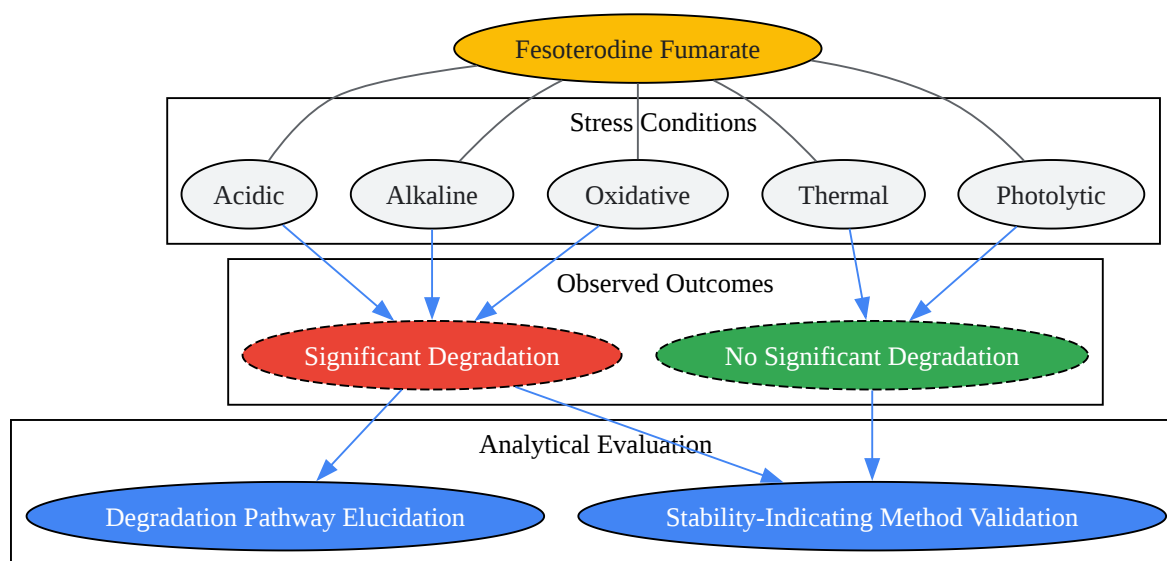 Fesoterodine Fumarate
Stress Conditions
Acidic
Alkaline
Oxidative
Thermal
Photolytic
Observed Outcomes
Significant Degradation
No Significant Degradation
Analytical Evaluation
Degradation Pathway Elucidation
Stability-Indicating Method Validation